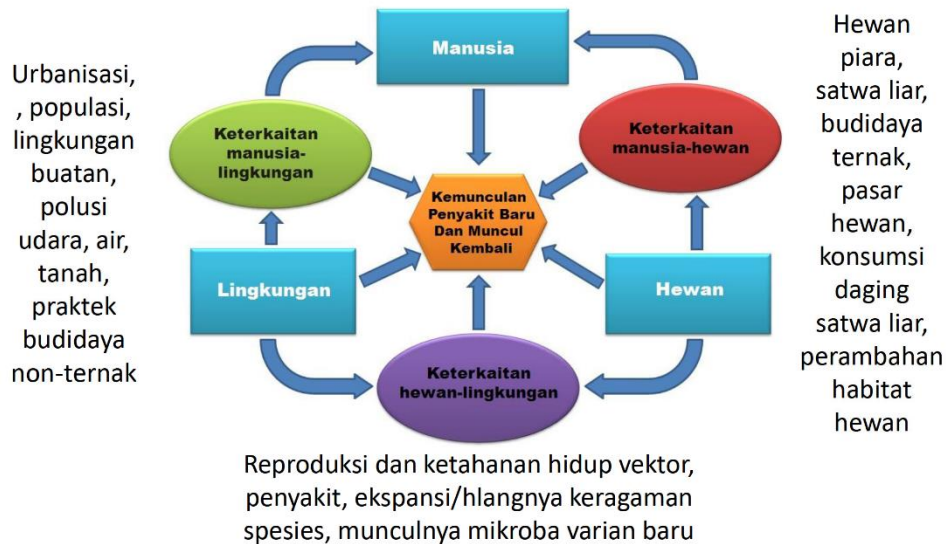 Urbanisasi,
, populasi,
lingkungan
buatan,
polusi
udara, air,
tanah,
praktek
budidaya
non-ternak
Manusia
Keterkaitan
manusia-
lingkungan
Keterkaitan
manusia-hewan
Kemunculan
Penyakit Baru
Dan Muncul
Kembali
Lingkungan
Hewan
Keterkaitan
hewan-lingkungan
Hewan
piara,
satwa liar,
budidaya
ternak,
pasar
hewan,
konsumsi
daging
satwa liar,
perambahan
habitat
hewan
Reproduksi dan ketahanan hidup vektor,
penyakit, ekspansi/hlangnya keragaman
spesies, munculnya mikroba varian baru